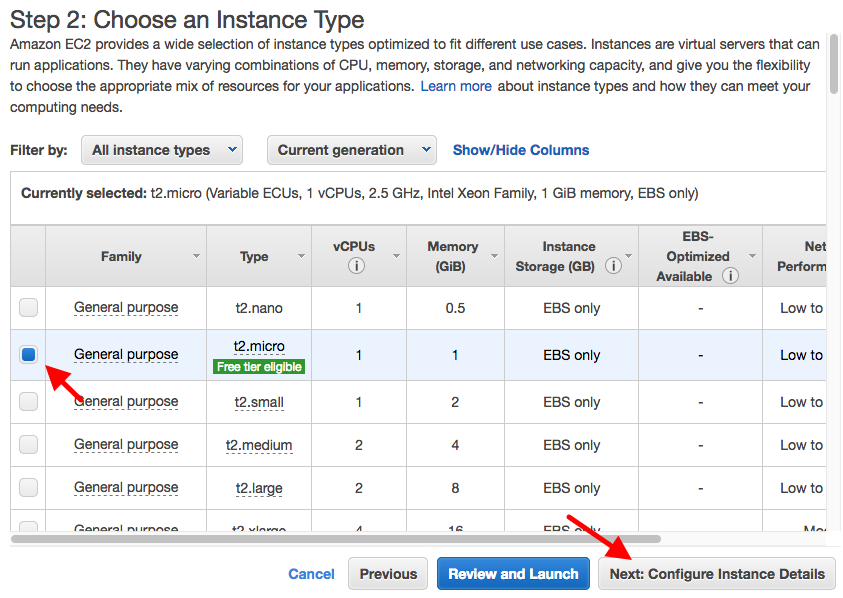 Step 2: Choose an Instance Type
Amazon EC2 provides a wide selection of instance types optimized to fit different use cases. Instances are virtual servers that can
run applications. They have varying combinations of CPU, memory, storage, and networking capacity, and give you the flexibility
to choose the appropriate mix of resources for your applications. Learn more about instance types and how they can meet your
computing needs.
Filter by: All instance types Current generation Show/Hide Columns
Currently selected: t2.micro (Variable ECUs, 1 vCPUs, 2.5 GHz, Intel Xeon Family, 1 GiB memory, EBS only)
Family Type vCPUs Memory (GiB) Instance Storage (GB) EBS-Optimized Available Net Perform
General purpose t2.nano 1 0.5 EBS only - Low to
General purpose t2.micro 1 1 EBS only - Low to
Free tier eligible
General purpose t2.small 1 2 EBS only - Low to
General purpose t2.medium 2 4 EBS only - Low to
General purpose t2.large 2 8 EBS only - Low to
General purpose t2.xlarge 4 16 EBS only - Mo
Cancel Previous Review and Launch Next: Configure Instance Details